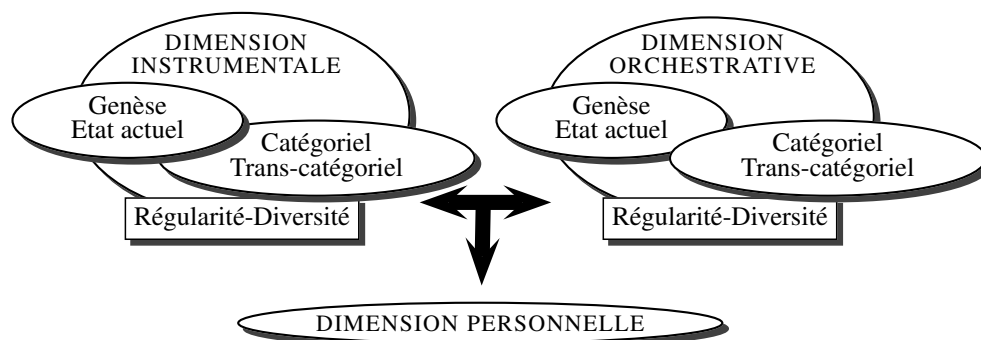 DIMENSION
INSTRUMENTALE
Genèse
Etat actuel
Catégoriel
Trans-catégoriel
Régularité-Diversité
DIMENSION
ORCHESTRATIVE
Genèse
Etat actuel
Catégoriel
Trans-catégoriel
Régularité-Diversité
DIMENSION PERSONNELLE